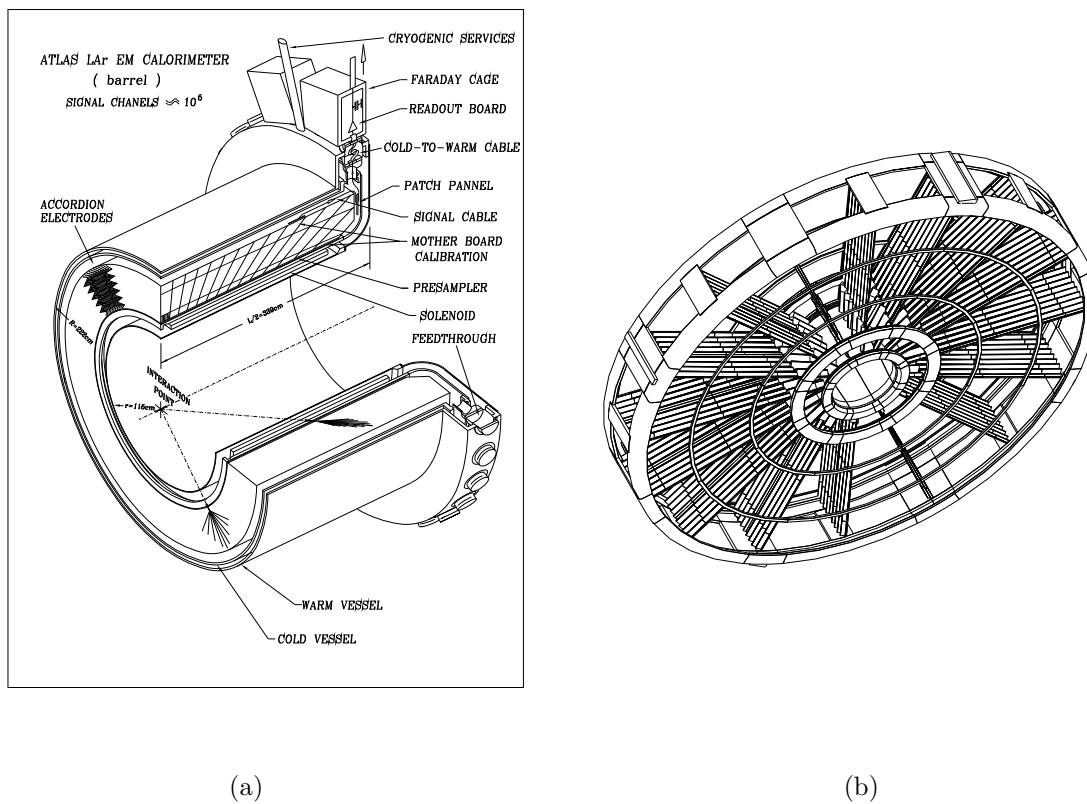 ATLAS LAr EM CALORIMETER
( barrel )
SIGNAL CHANELS ≈ 10⁶
CRYOGENIC SERVICES
FARADAY CAGE
READOUT BOARD
COLD-TO-WARM CABLE
PATCH PANNEL
SIGNAL CABLE
MOTHER BOARD
CALIBRATION
PRESAMPLER
SOLENOID
FEEDTHROUGH
ACCORDION
ELECTRODES
L/2=339cm
INTERACTION
POINT
r=116cm
WARM VESSEL
COLD VESSEL
(a)
(b)